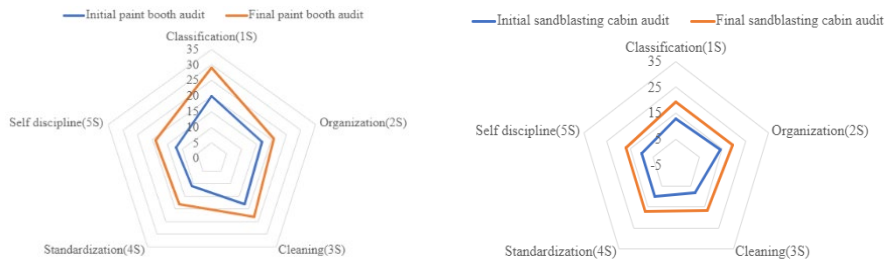 Initial paint booth audit Final paint booth audit
Classification(1S)
35
30
25
20
15
10
5
0
Organization(2S)
Cleaning(3S)
Standardization(4S)
Self discipline(5S)
Initial sandblasting cabin audit Final sandblasting cabin audit
Classification(1S)
35
25
15
5
-5
Organization(2S)
Cleaning(3S)
Standardization(4S)
Self discipline(5S)